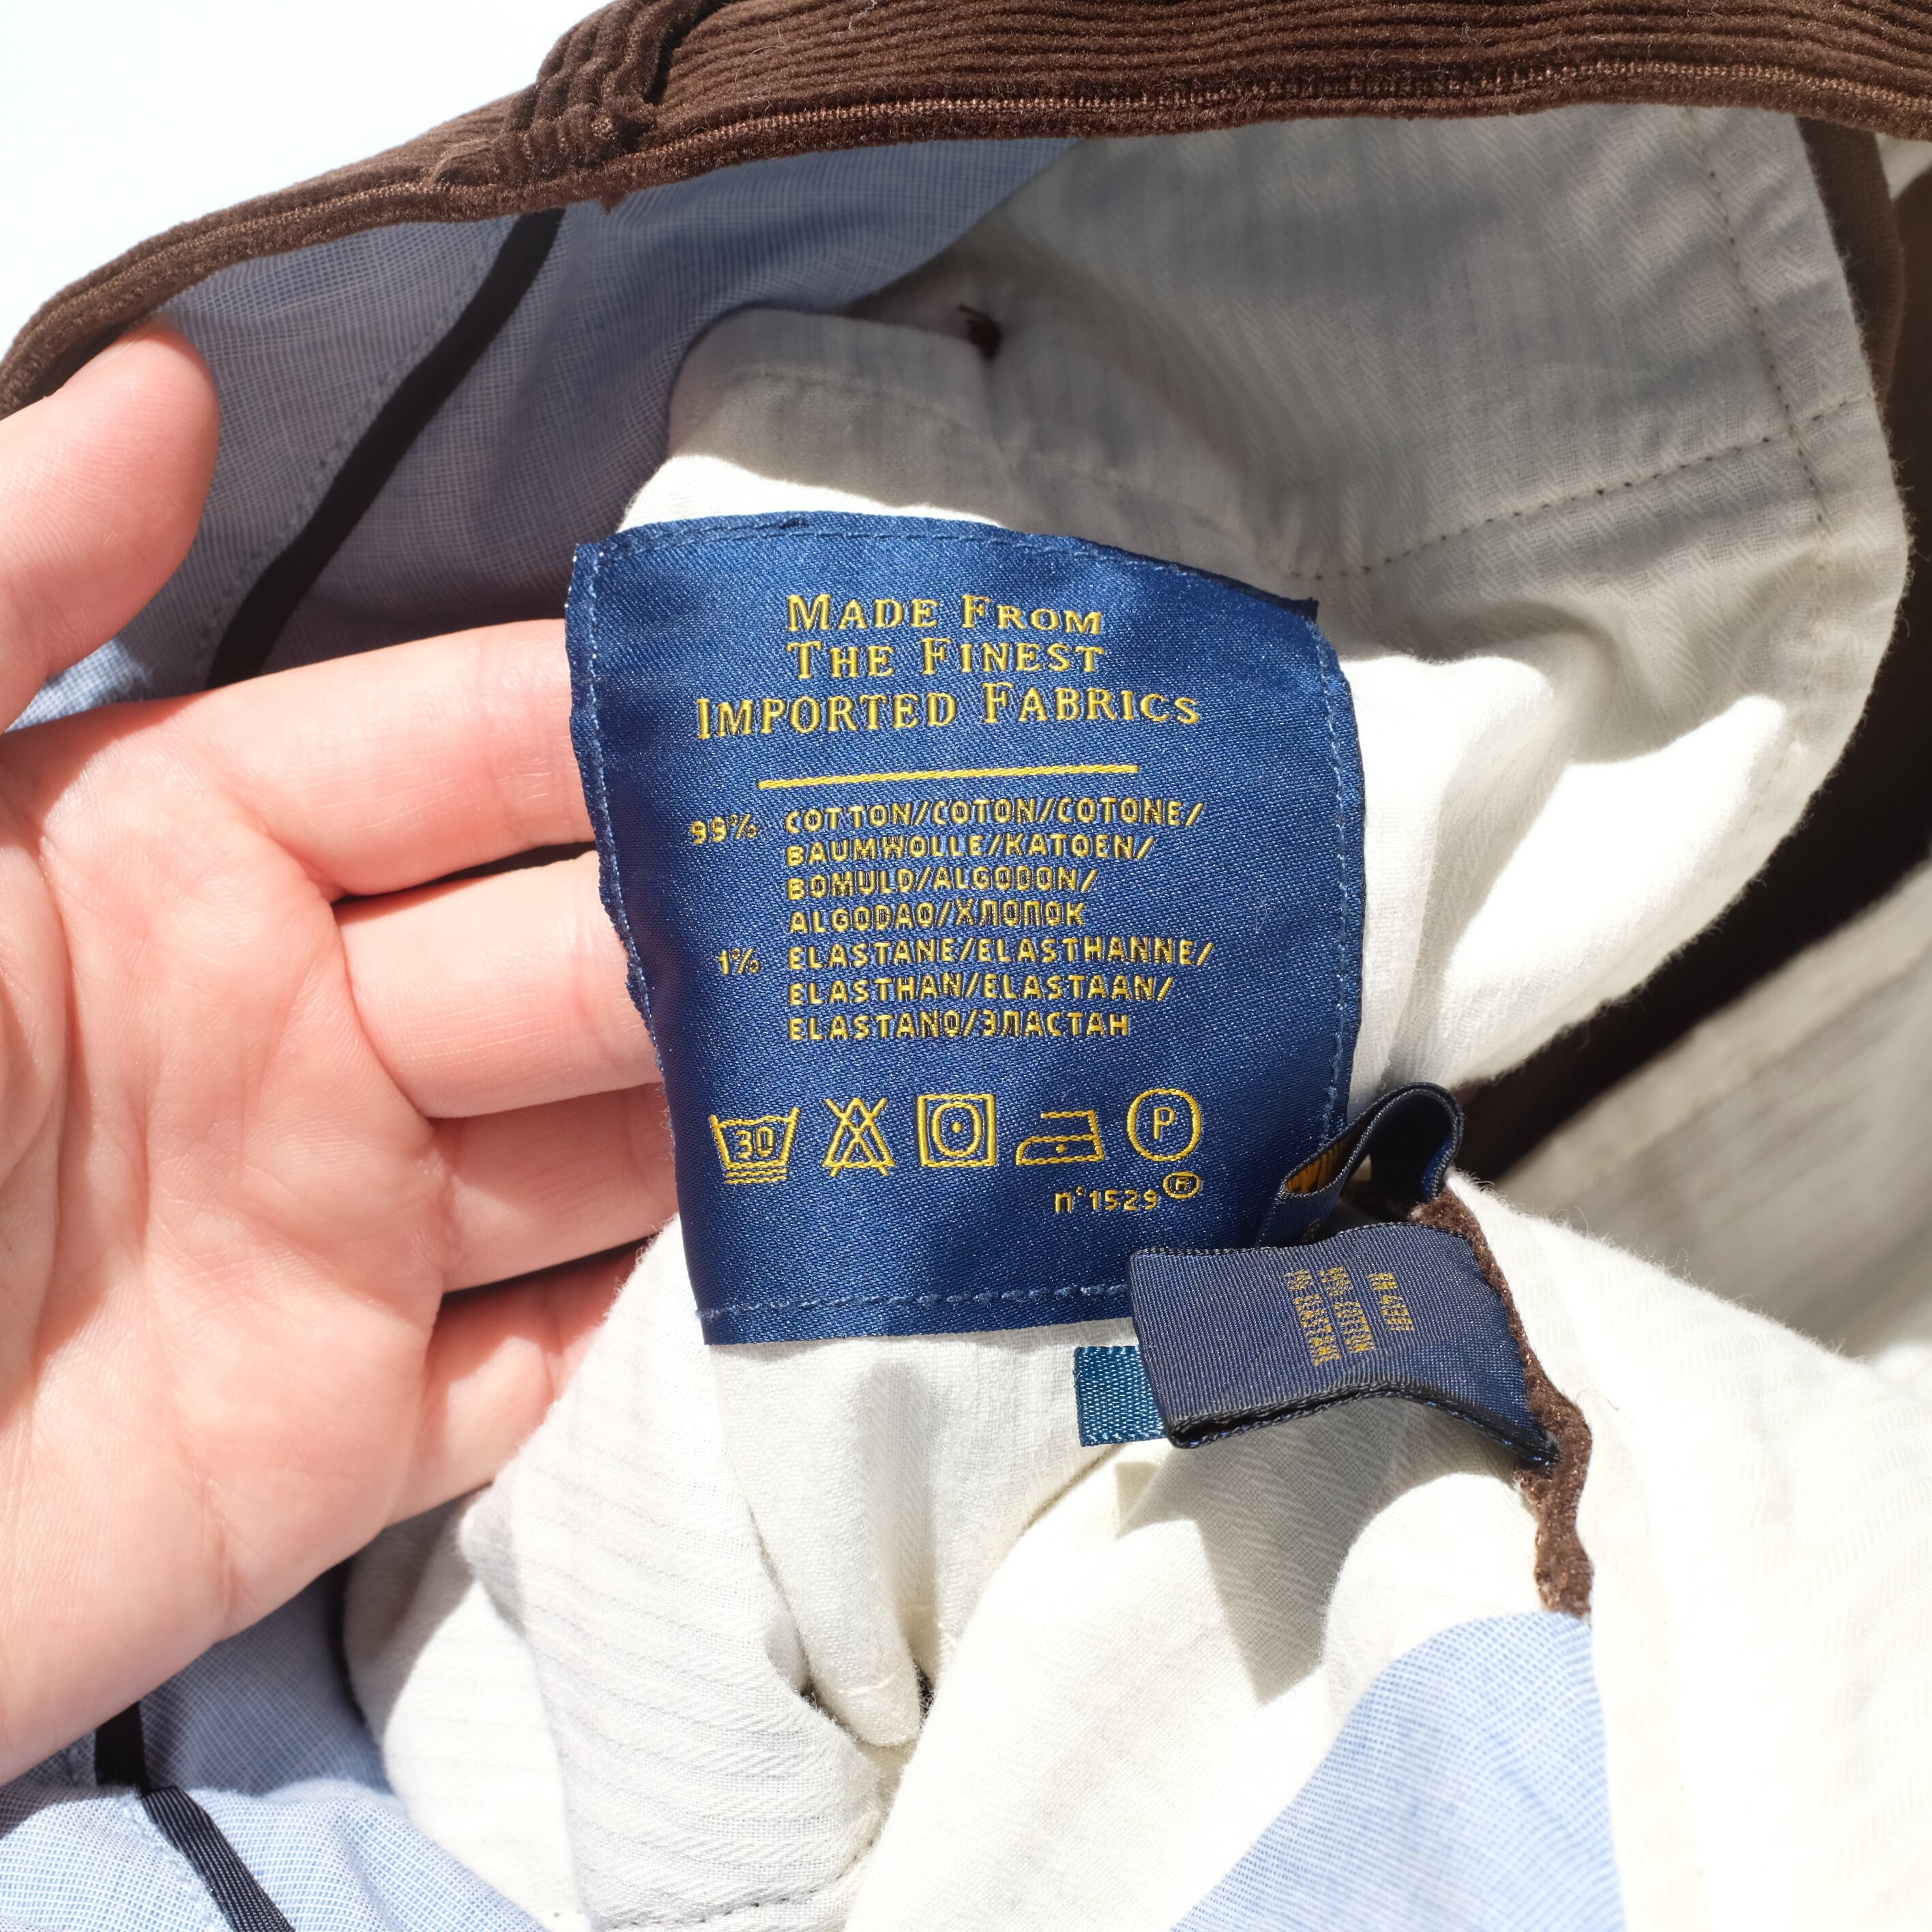 MADE FROM
THE FINEST
IMPORTED FABRICS
99% COTTON/COTON/COTONE/
BAUMWOLLE/KATOEN/
BOMULD/ALGODON/
ALGODAO/ХЛОПОК
1% ELASTANE/ELASTHANNE/
ELASTHAN/ELASTAAN/
ELASTANO/ЭЛАСТАН
30
P
n°1529®